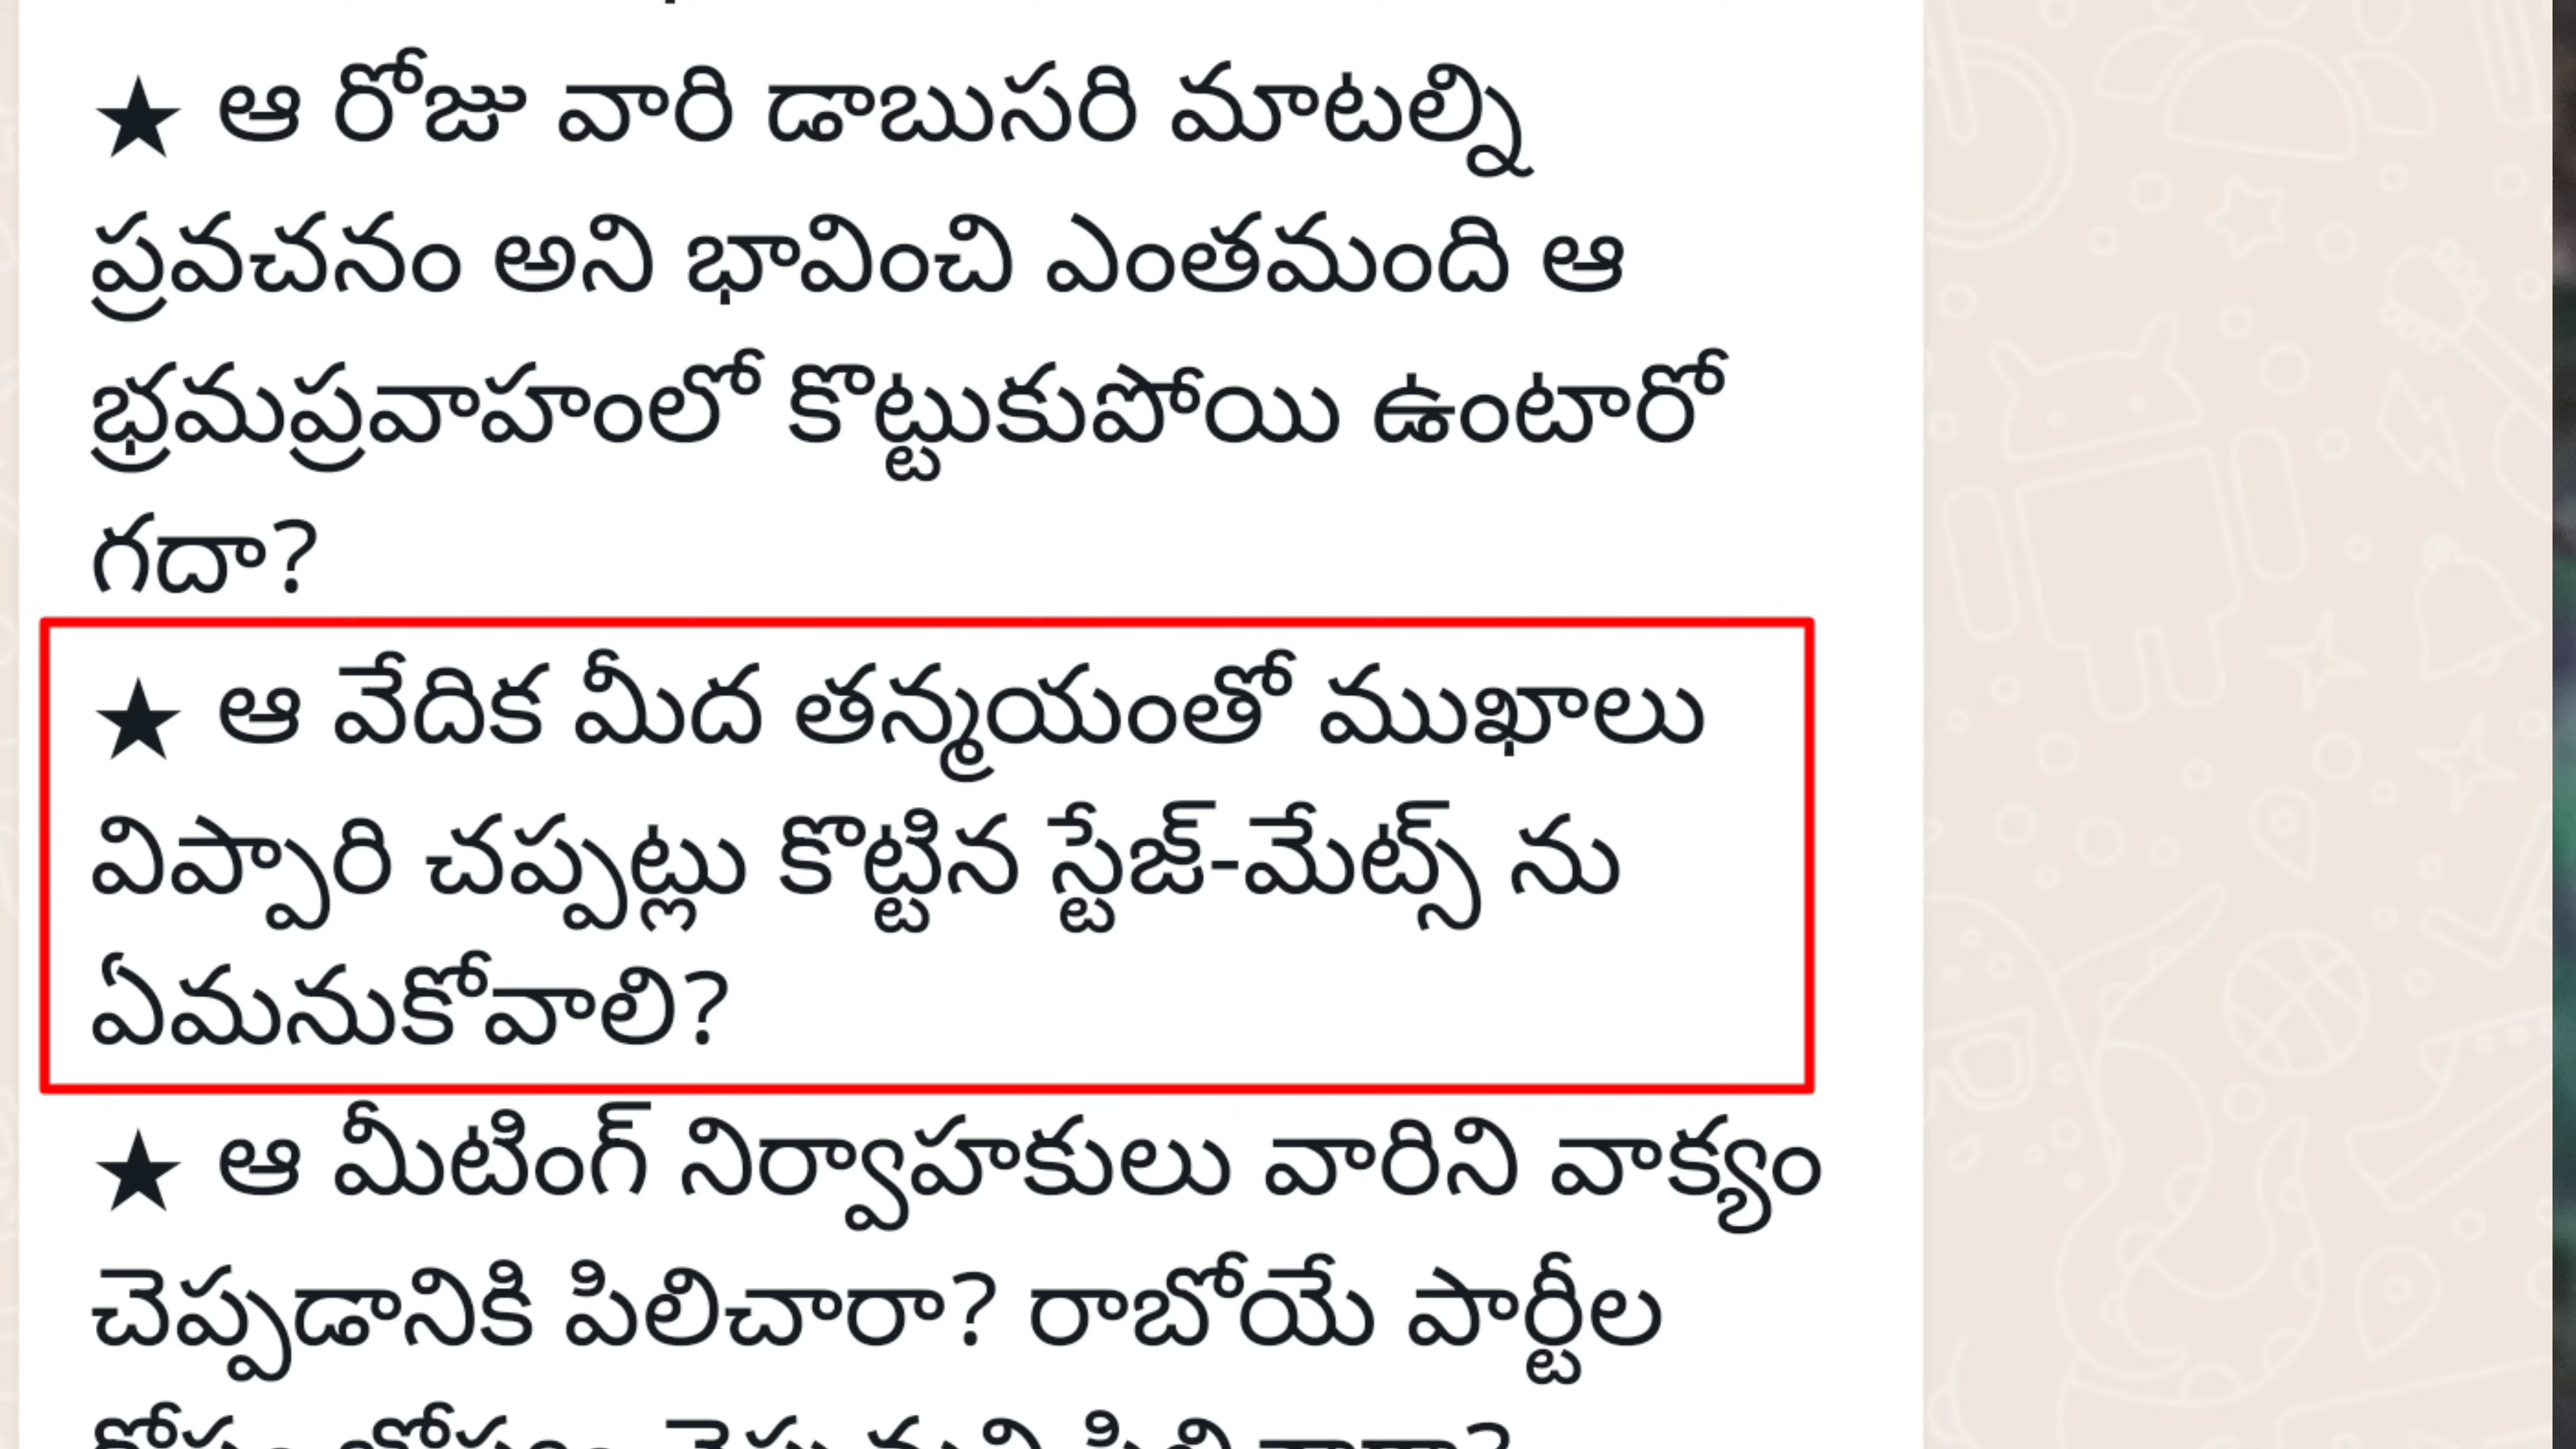 ★ ఆ రోజు వారి డాబుసరి మాటల్ని
ప్రవచనం అని భావించి ఎంతమంది ఆ
భ్రమప్రవాహంలో కొట్టుకుపోయి ఉంటారో
గదా?
★ ఆ వేదిక మీద తన్మయంతో ముఖాలు
విప్పారి చప్పట్లు కొట్టిన స్టేజ్-మేట్స్ ను
ఏమనుకోవాలి?
★ ఆ మీటింగ్ నిర్వాహకులు వారిని వాక్యం
చెప్పడానికి పిలిచారా? రాబోయే పార్టీల